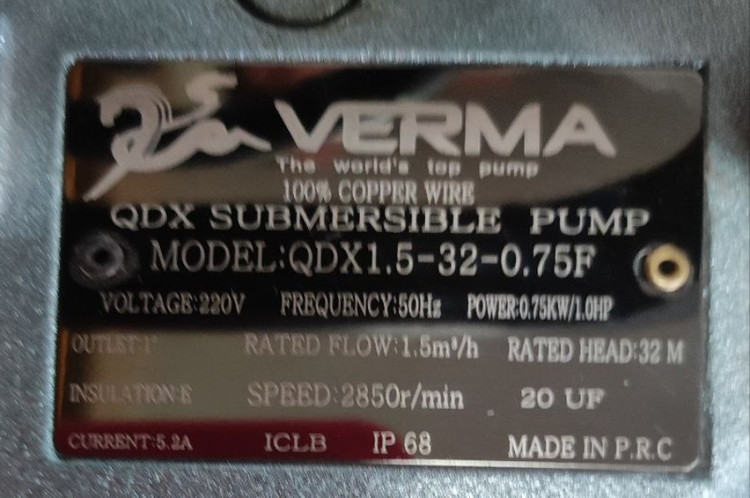 VERMA
The world's top pump
100% COPPER WIRE
QDX SUBMERSIBLE PUMP
MODEL:QDX1.5-32-0.75F
VOLTAGE:220V FREQUENCY:50Hz POWER:0.75KW/1.0HP
OUTLET:1" RATED FLOW:1.5m³/h RATED HEAD:32 M
INSULATION:E SPEED:2850r/min 20 UF
CURRENT:5.2A ICLB IP 68 MADE IN P.R.C